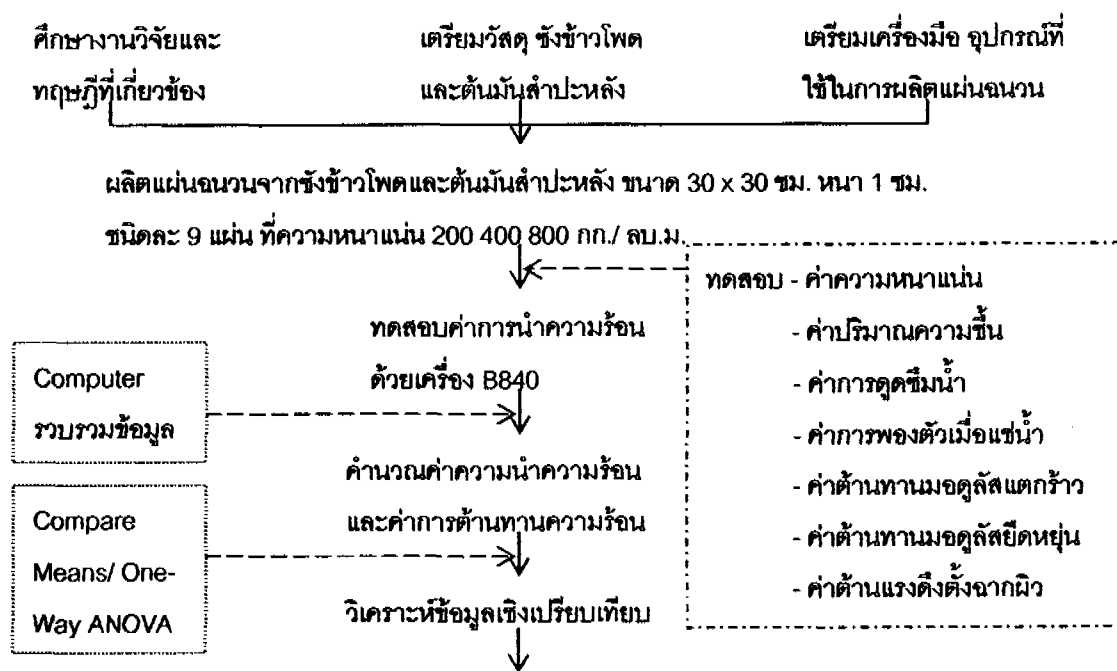 ศึกษางานวิจัยและ
ทฤษฎีที่เกี่ยวข้อง
เตรียมวัสดุ ซังข้าวโพด
และต้นมันสำปะหลัง
เตรียมเครื่องมือ อุปกรณ์ที่
ใช้ในการผลิตแผ่นฉนวน
ผลิตแผ่นฉนวนจากซังข้าวโพดและต้นมันสำปะหลัง ขนาด 30 x 30 ซม. หนา 1 ซม.
ชนิดละ 9 แผ่น ที่ความหนาแน่น 200 400 800 กก./ ลบ.ม.
ทดสอบ - ค่าความหนาแน่น
- ค่าปริมาณความชื้น
- ค่าการดูดซึมน้ำ
- ค่าการพองตัวเมื่อแช่น้ำ
- ค่าต้านทานมอดูลัสแตกร้าว
- ค่าต้านทานมอดูลัสยืดหยุ่น
- ค่าต้านแรงดึงตั้งฉากผิว
ทดสอบค่าการนำความร้อน
ด้วยเครื่อง B840
Computer
รวบรวมข้อมูล
คำนวณค่าความนำความร้อน
และค่าการต้านทานความร้อน
Compare
Means/ One-
Way ANOVA
วิเคราะห์ข้อมูลเชิงเปรียบเทียบ